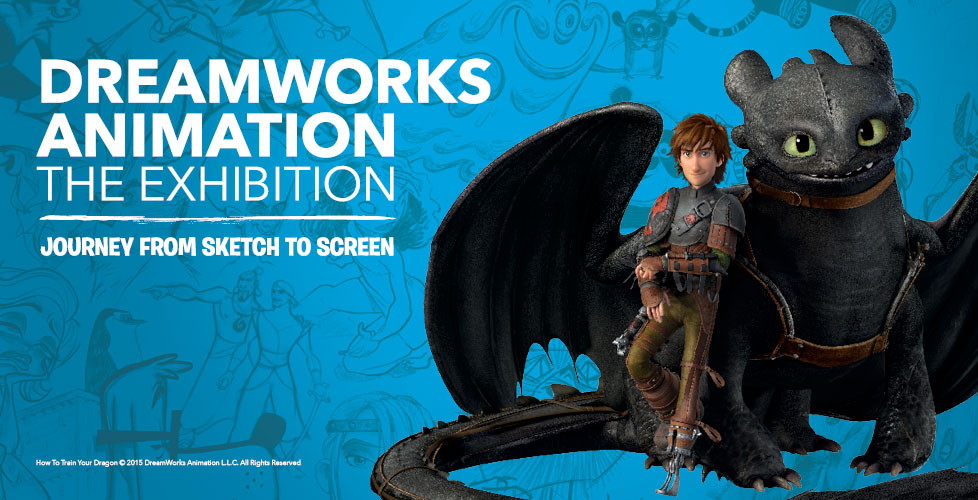 DREAMWORKS
ANIMATION
THE EXHIBITION
JOURNEY FROM SKETCH TO SCREEN
How To Train Your Dragon © 2015 DreamWorks Animation L.L.C. All Rights Reserved